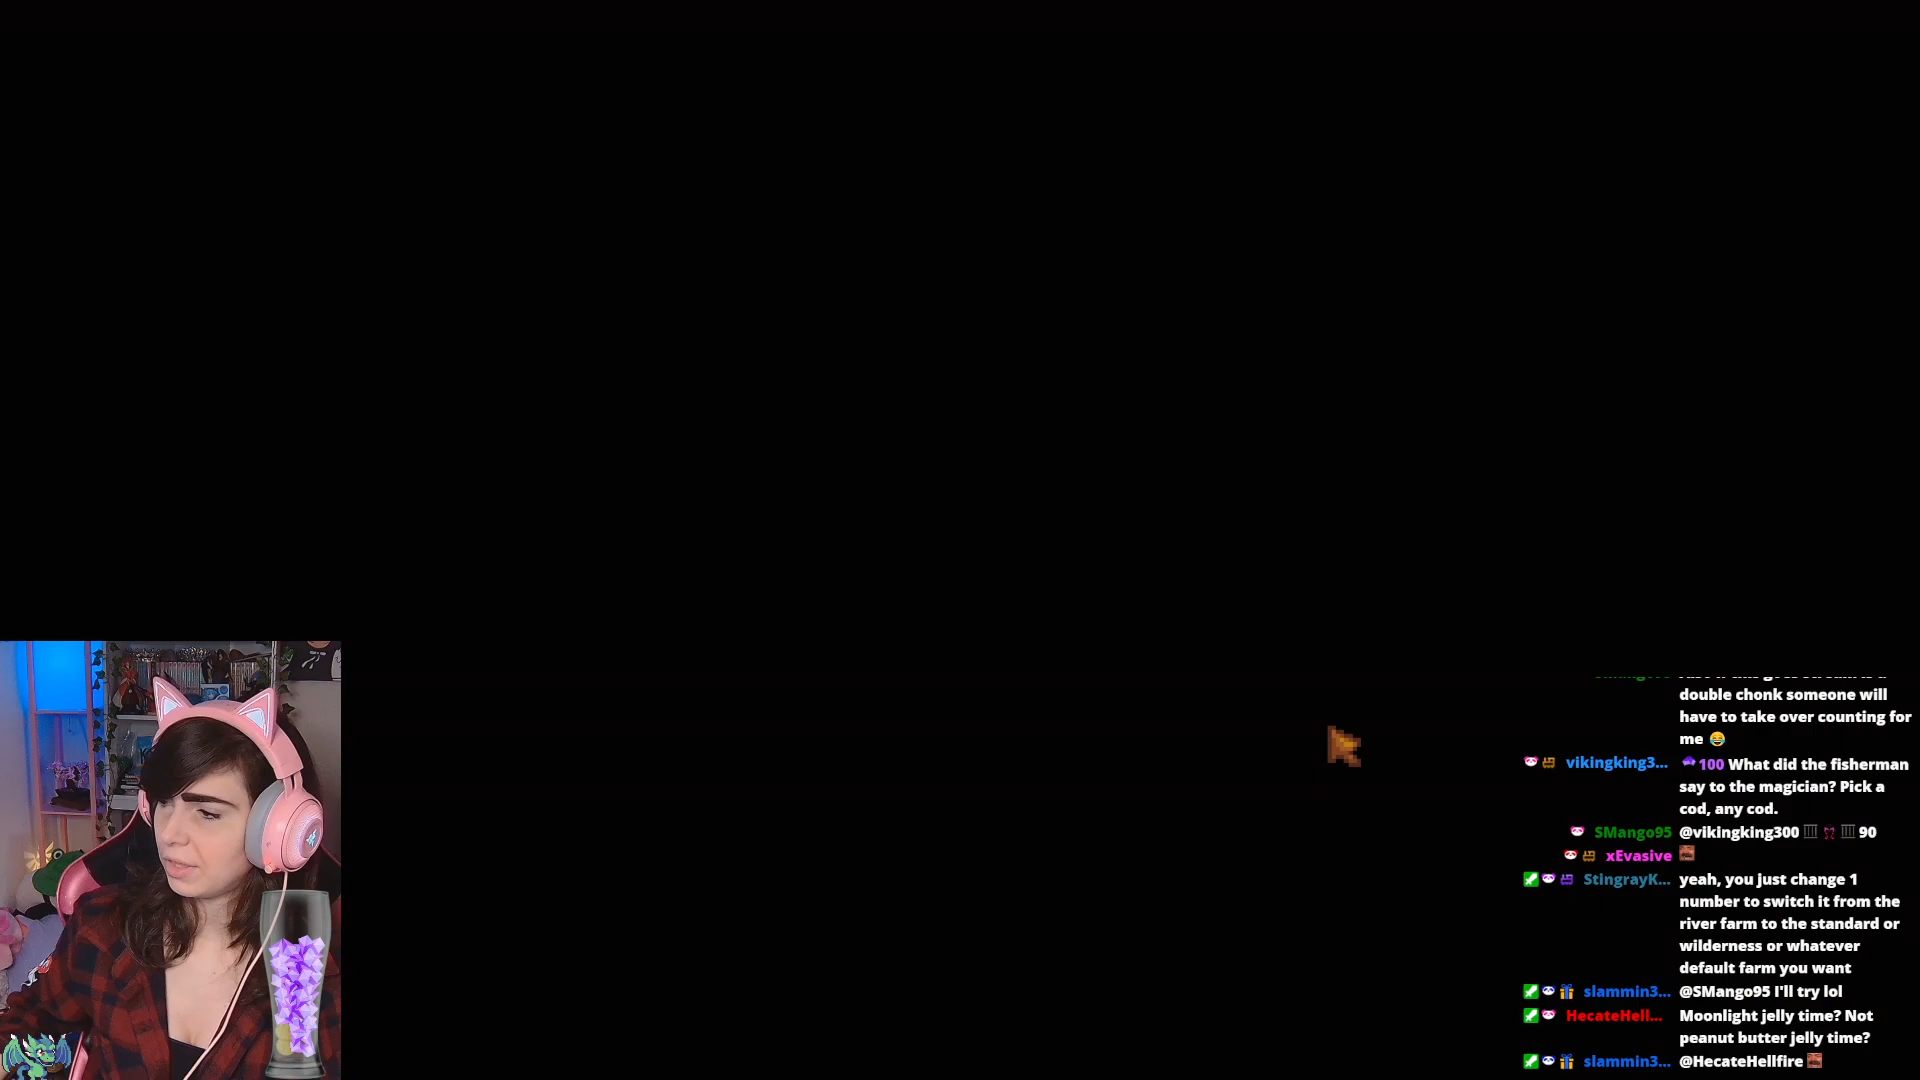 double chonk someone will
have to take over counting for
me 😂
vikingking3... 100 What did the fisherman
say to the magician? Pick a
cod, any cod.
SMango95 @vikingking300 90
xEvasive
StingrayK... yeah, you just change 1
number to switch it from the
river farm to the standard or
wilderness or whatever
default farm you want
slammin3... @SMango95 I'll try lol
HecateHell... Moonlight jelly time? Not
peanut butter jelly time?
slammin3... @HecateHellfire